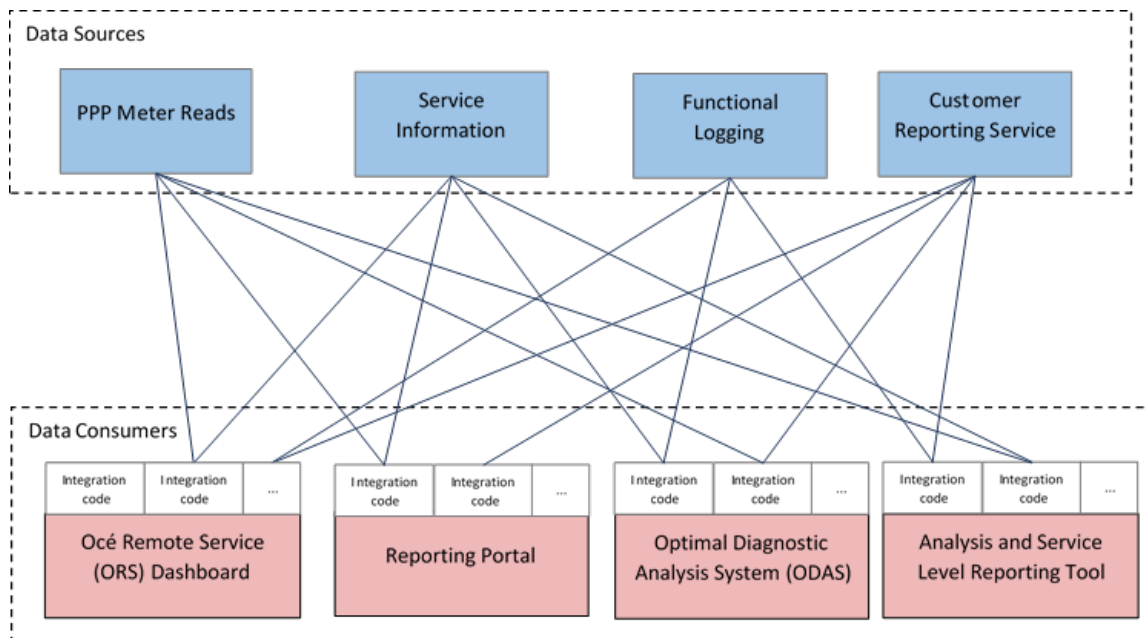 Data Sources
PPP Meter Reads
Service
Information
Functional
Logging
Customer
Reporting Service
Data Consumers
Integration
code
Integration
code
...
Integration
code
Integration
code
...
Integration
code
Integration
code
...
Integration
code
Integration
code
...
Océ Remote Service
(ORS) Dashboard
Reporting Portal
Optimal Diagnostic
Analysis System (ODAS)
Analysis and Service
Level Reporting Tool